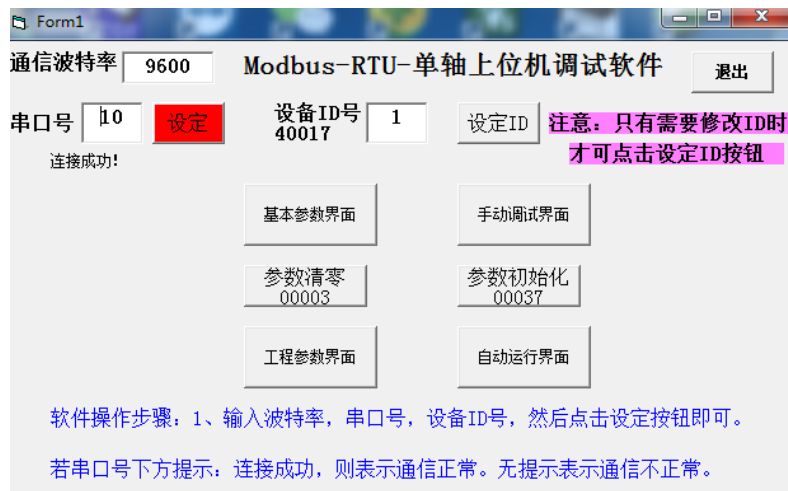 Form1
通信波特率 9600 Modbus-RTU-单轴上位机调试软件 退出
串口号 10 设定 设备ID号 40017 1 设定ID 注意：只有需要修改ID时
才可点击设定ID按钮
连接成功!
基本参数界面 手动调试界面
参数清零 参数初始化
00003 00037
工程参数界面 自动运行界面
软件操作步骤：1、输入波特率，串口号，设备ID号，然后点击设定按钮即可。
若串口号下方提示：连接成功，则表示通信正常。无提示表示通信不正常。